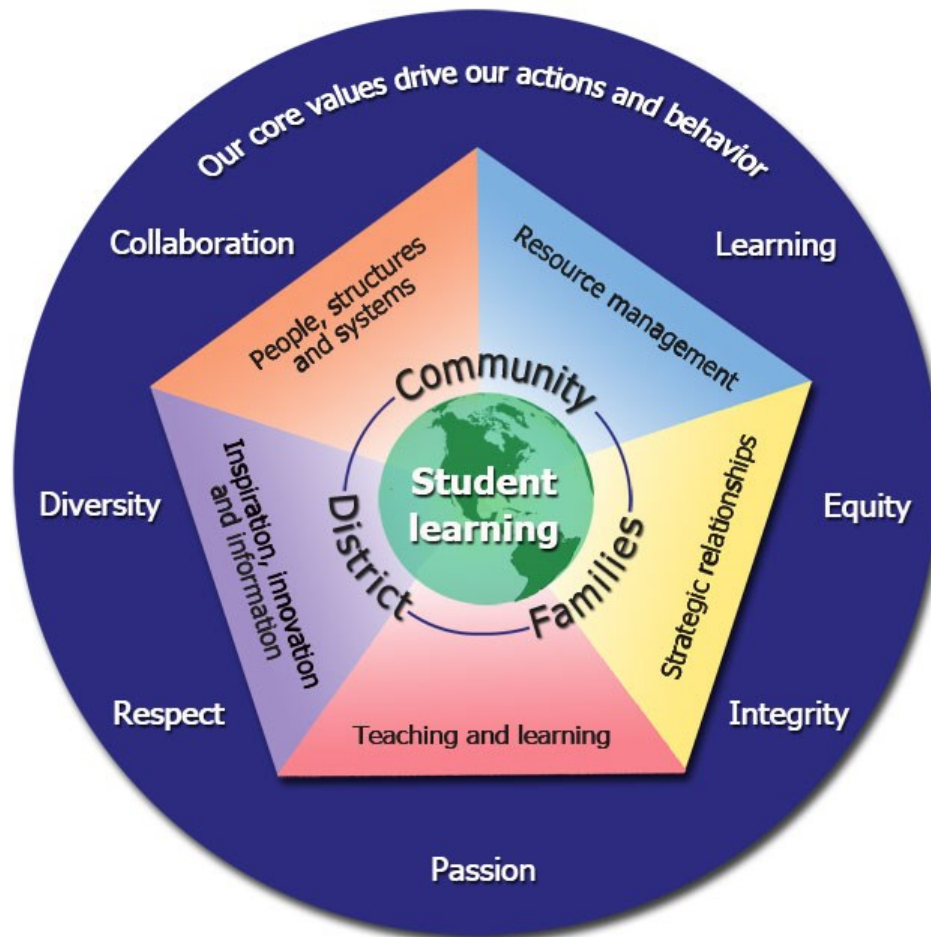 Our core values drive our actions and behavior
Collaboration
Learning
People, structures
and systems
Resource management
Community
Student
learning
District
Families
Diversity
Equity
Inspiration, innovation
and information
Strategic relationships
Respect
Integrity
Teaching and learning
Passion